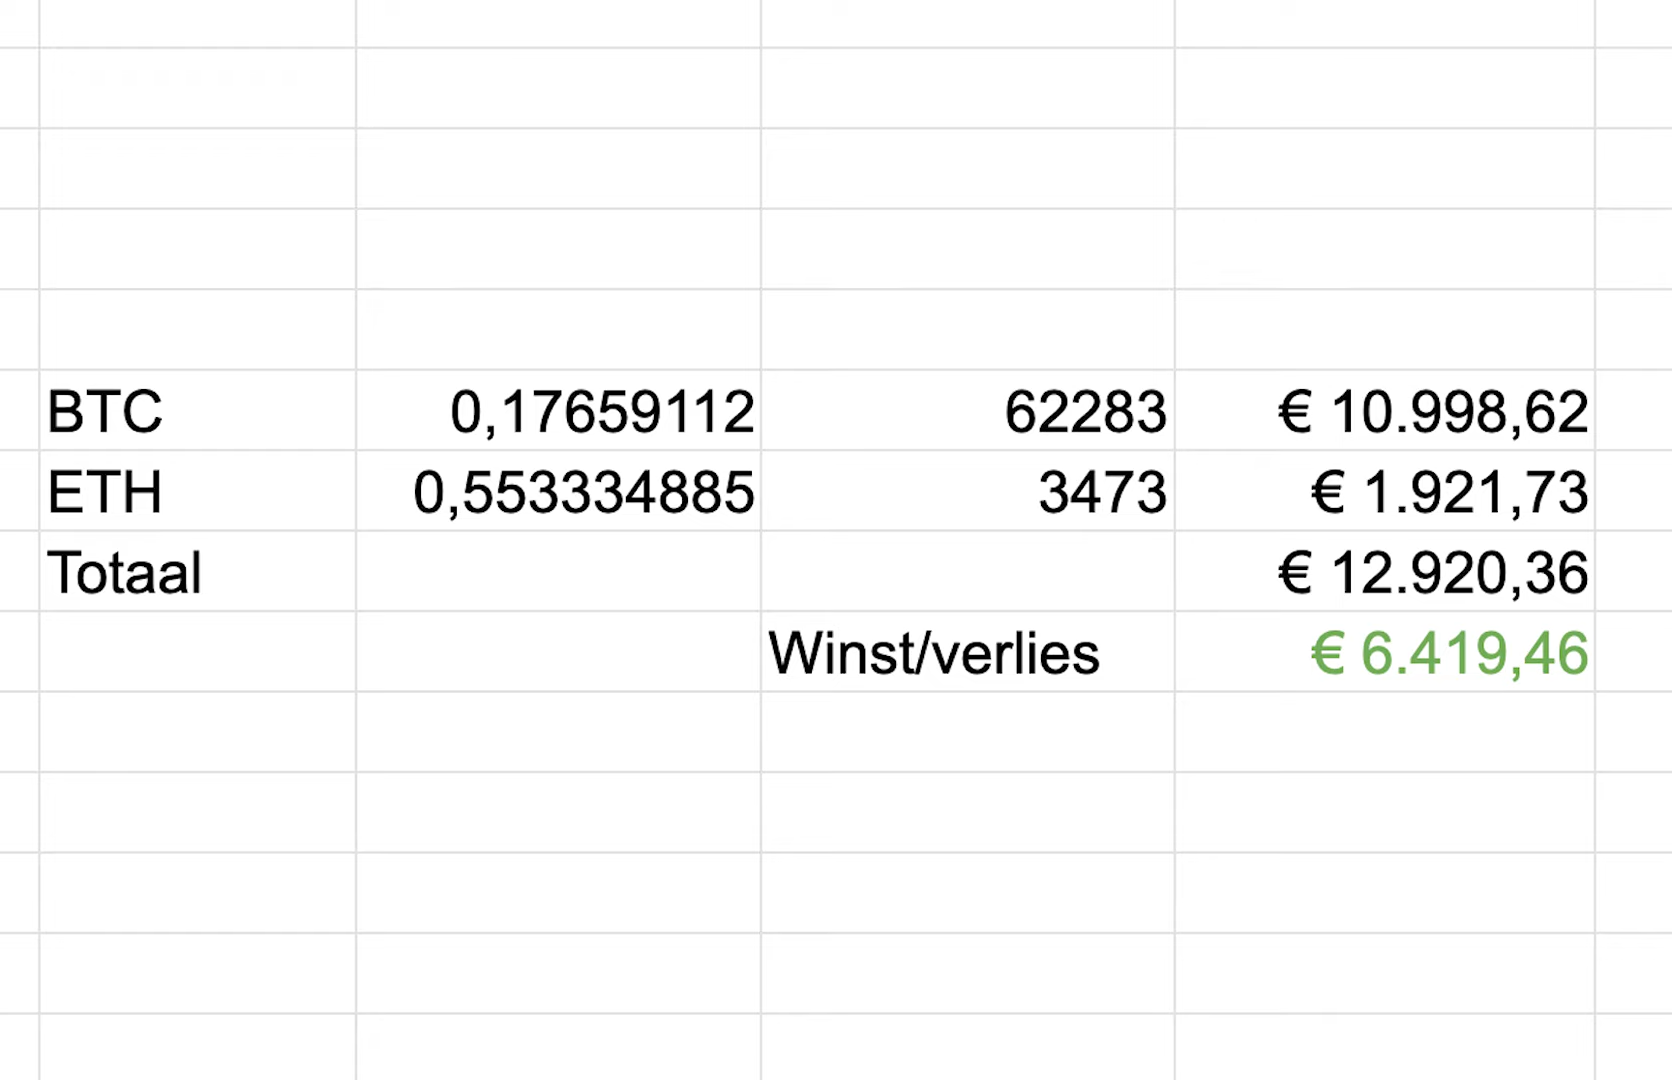 BTC 0,17659112 62283 € 10.998,62
ETH 0,553334885 3473 € 1.921,73
Totaal € 12.920,36
Winst/verlies € 6.419,46